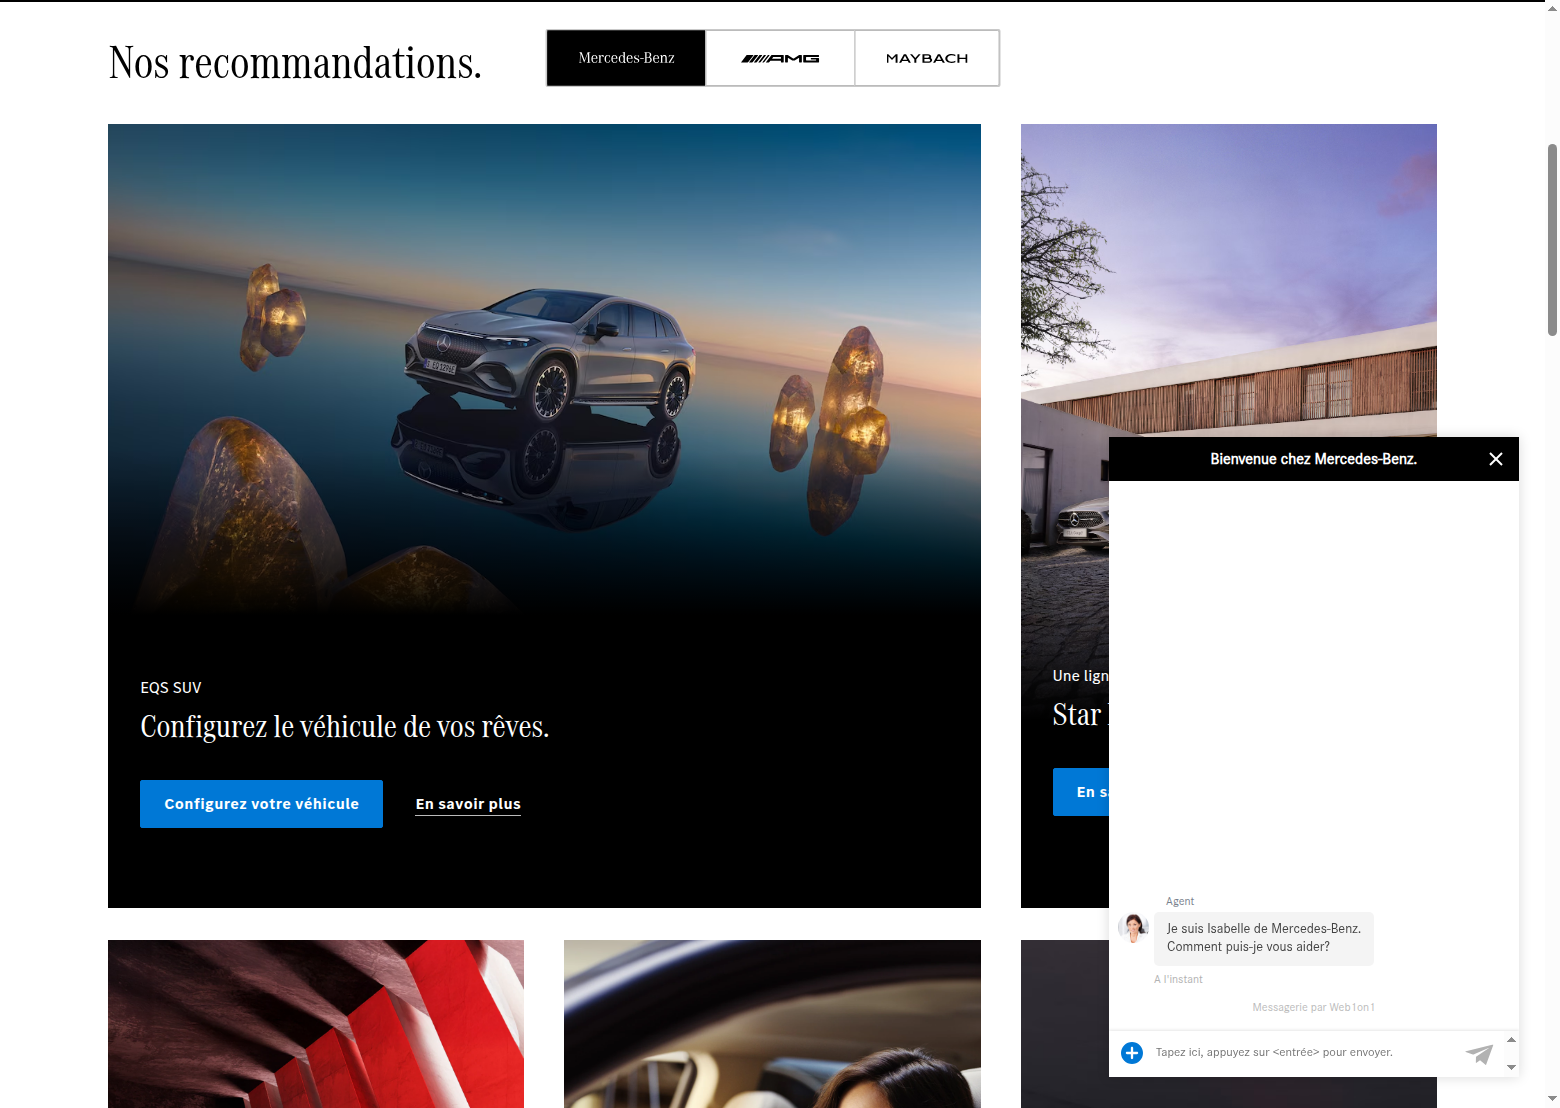 Nos recommandations.
Mercedes-Benz
AMG
MAYBACH
EQS SUV
Configurez le véhicule de vos rêves.
Configurez votre véhicule
En savoir plus
Une lign
Star
En sa
Bienvenue chez Mercedes-Benz.
Agent
Je suis Isabelle de Mercedes-Benz.
Comment puis-je vous aider?
A l'instant
Messagerie par Web1on1
Tapez ici, appuyez sur <entrée> pour envoyer.